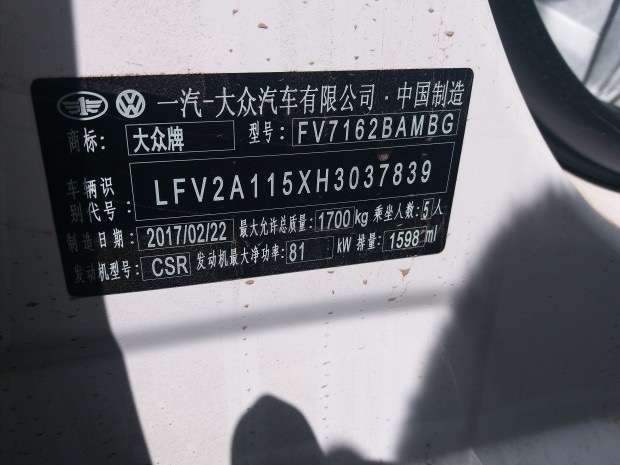 一汽-大众汽车有限公司·中国制造
商标: 大众牌 型号: FV7162BAMBG
车辆识别代号: LFV2A115XH3037839
制造日期: 2017/02/22 最大允许总质量: 1700 kg 乘坐人数: 5 人
发动机型号: CSR 发动机最大净功率: 81 kW 排量: 1598 ml